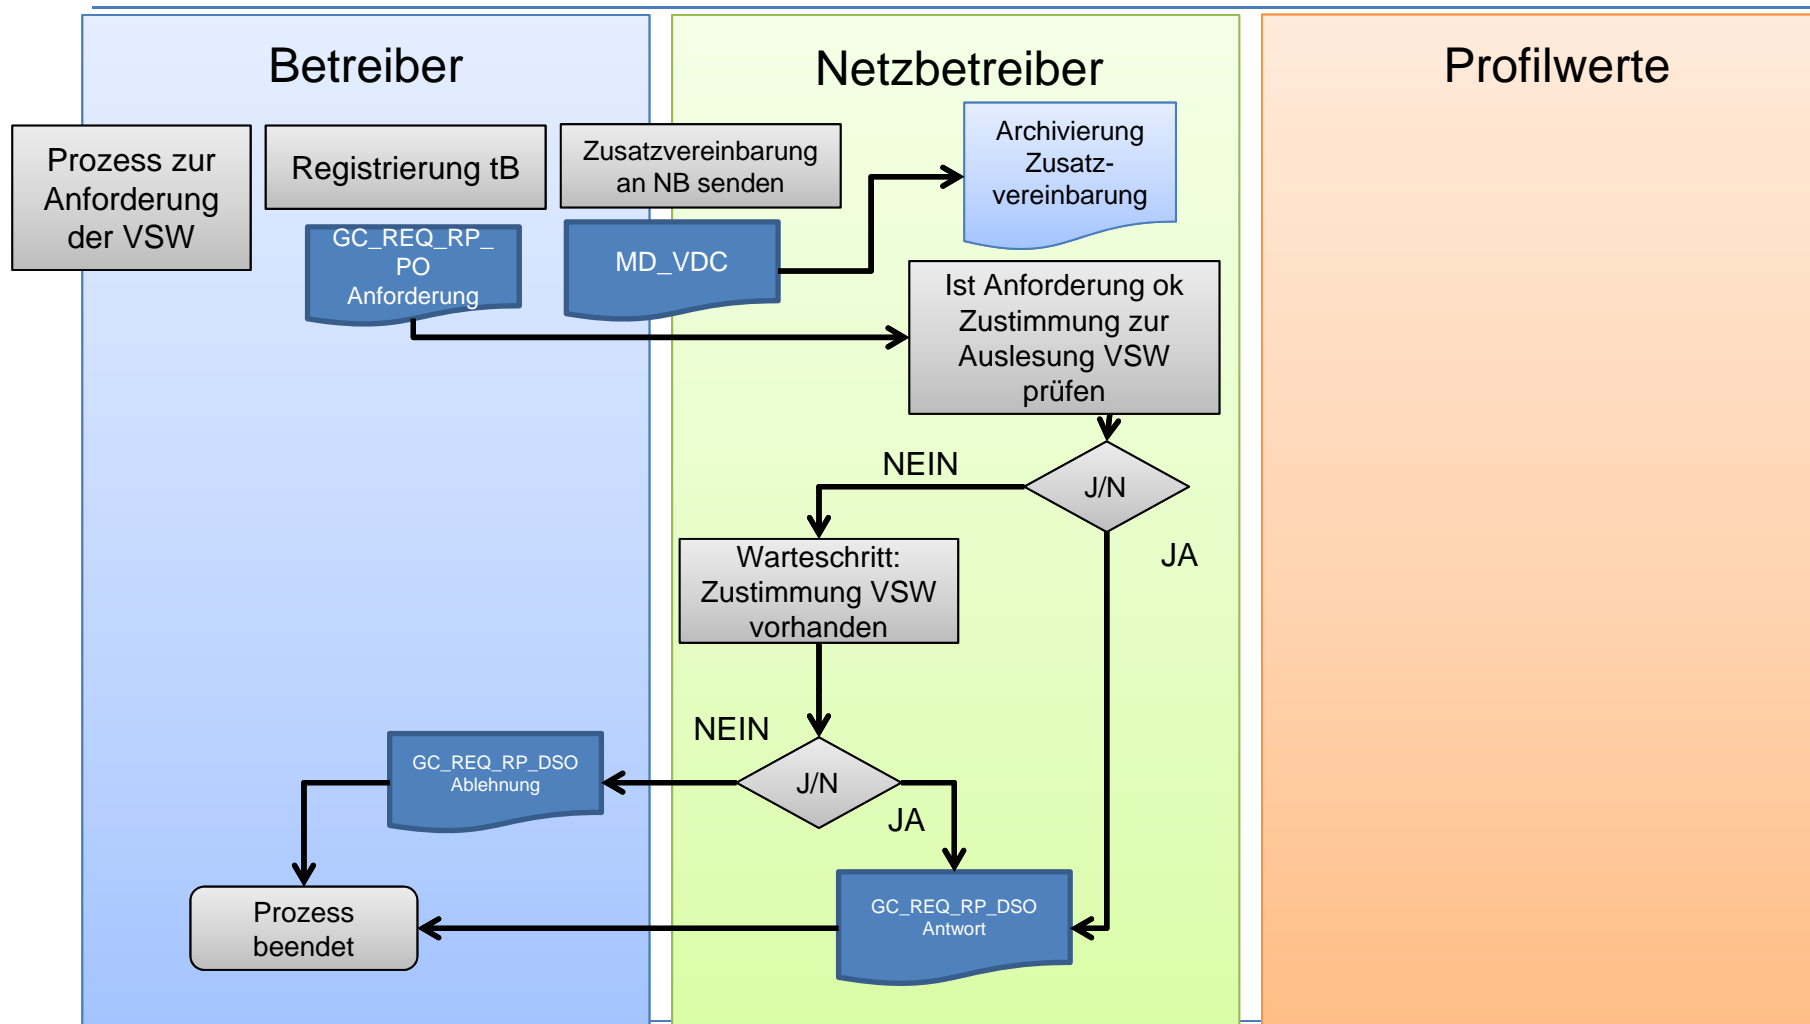 Betreiber
Netzbetreiber
Profilwerte
Prozess zur
Anforderung
der VSW
Registrierung tB
Zusatzvereinbarung
an NB senden
Archivierung
Zusatz-
vereinbarung
GC_REQ_RP_
PO
Anforderung
MD_VDC
Ist Anforderung ok
Zustimmung zur
Auslesung VSW
prüfen
NEIN
J/N
JA
Warteschritt:
Zustimmung VSW
vorhanden
NEIN
J/N
JA
GC_REQ_RP_DSO
Ablehnung
GC_REQ_RP_DSO
Antwort
Prozess
beendet